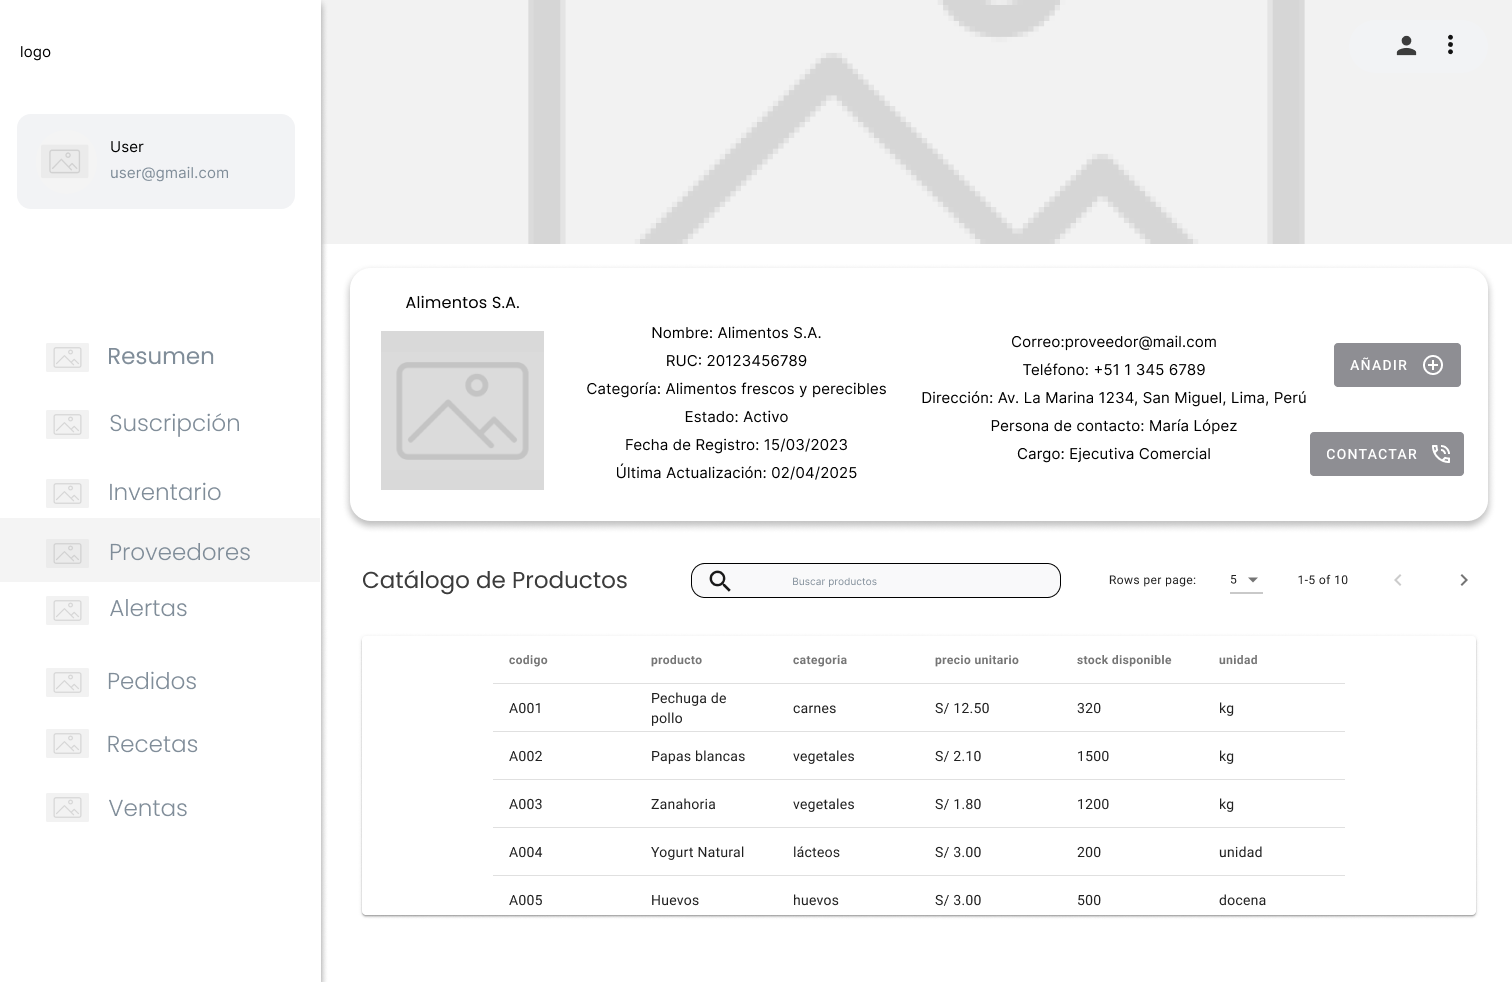 logo
User
user@gmail.com
Resumen
Suscripción
Inventario
Proveedores
Alertas
Pedidos
Recetas
Ventas
Alimentos S.A.
Nombre: Alimentos S.A.
RUC: 20123456789
Categoría: Alimentos frescos y perecibles
Estado: Activo
Fecha de Registro: 15/03/2023
Última Actualización: 02/04/2025
Correo:proveedor@mail.com
Teléfono: +51 1 345 6789
Dirección: Av. La Marina 1234, San Miguel, Lima, Perú
Persona de contacto: María López
Cargo: Ejecutiva Comercial
AÑADIR
CONTACTAR
Catálogo de Productos
Buscar productos
Rows per page: 5 1-5 of 10
codigo producto categoria precio unitario stock disponible unidad
A001 Pechuga de pollo carnes S/ 12.50 320 kg
A002 Papas blancas vegetales S/ 2.10 1500 kg
A003 Zanahoria vegetales S/ 1.80 1200 kg
A004 Yogurt Natural lácteos S/ 3.00 200 unidad
A005 Huevos huevos S/ 3.00 500 docena